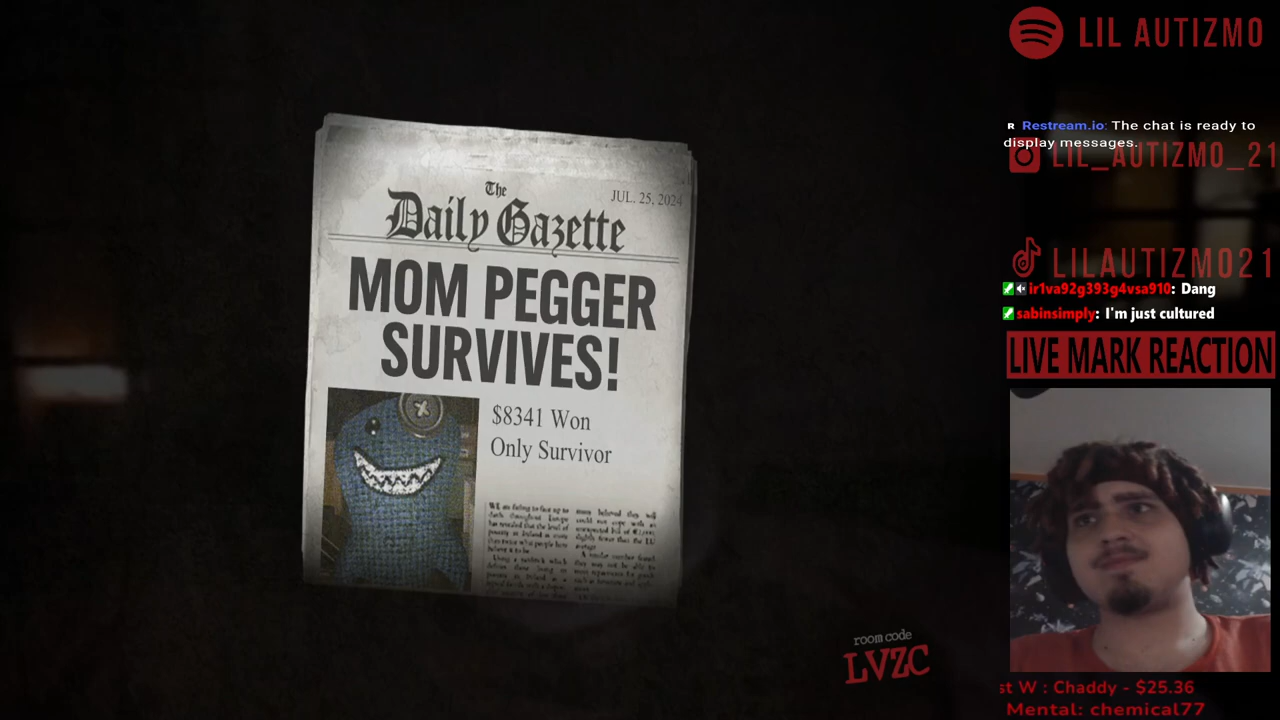 The
Daily Gazette
JUL. 25, 2024
MOM PEGGER
SURVIVES!
$8341 Won
Only Survivor
room code
LVZC
LIL AUTIZMO
R Restream.io: The chat is ready to
display messages.
LIL_AUTIZMO_21
LILAUTIZMO21
ir1va92g393g4vsa910: Dang
sabinsimply: I'm just cultured
LIVE MARK REACTION
st W : Chaddy - $25.36
Mental: chemical77